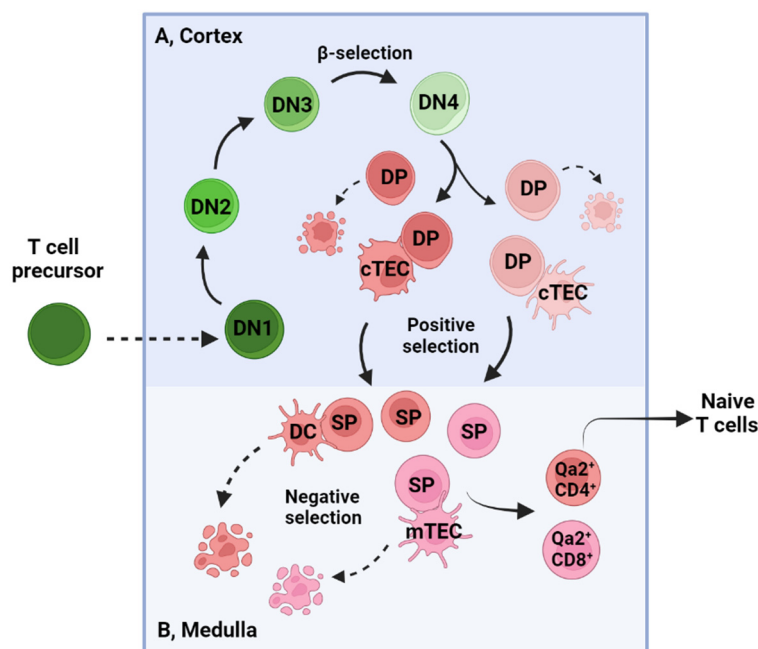 A, Cortex
β-selection
DN3
DN4
DN2
DP
DP
DP
DP
cTEC
cTEC
T cell
precursor
DN1
Positive
selection
DC
SP
SP
SP
Naive
T cells
SP
Qa2⁺
CD4⁺
Negative
selection
mTEC
Qa2⁺
CD8⁺
B, Medulla